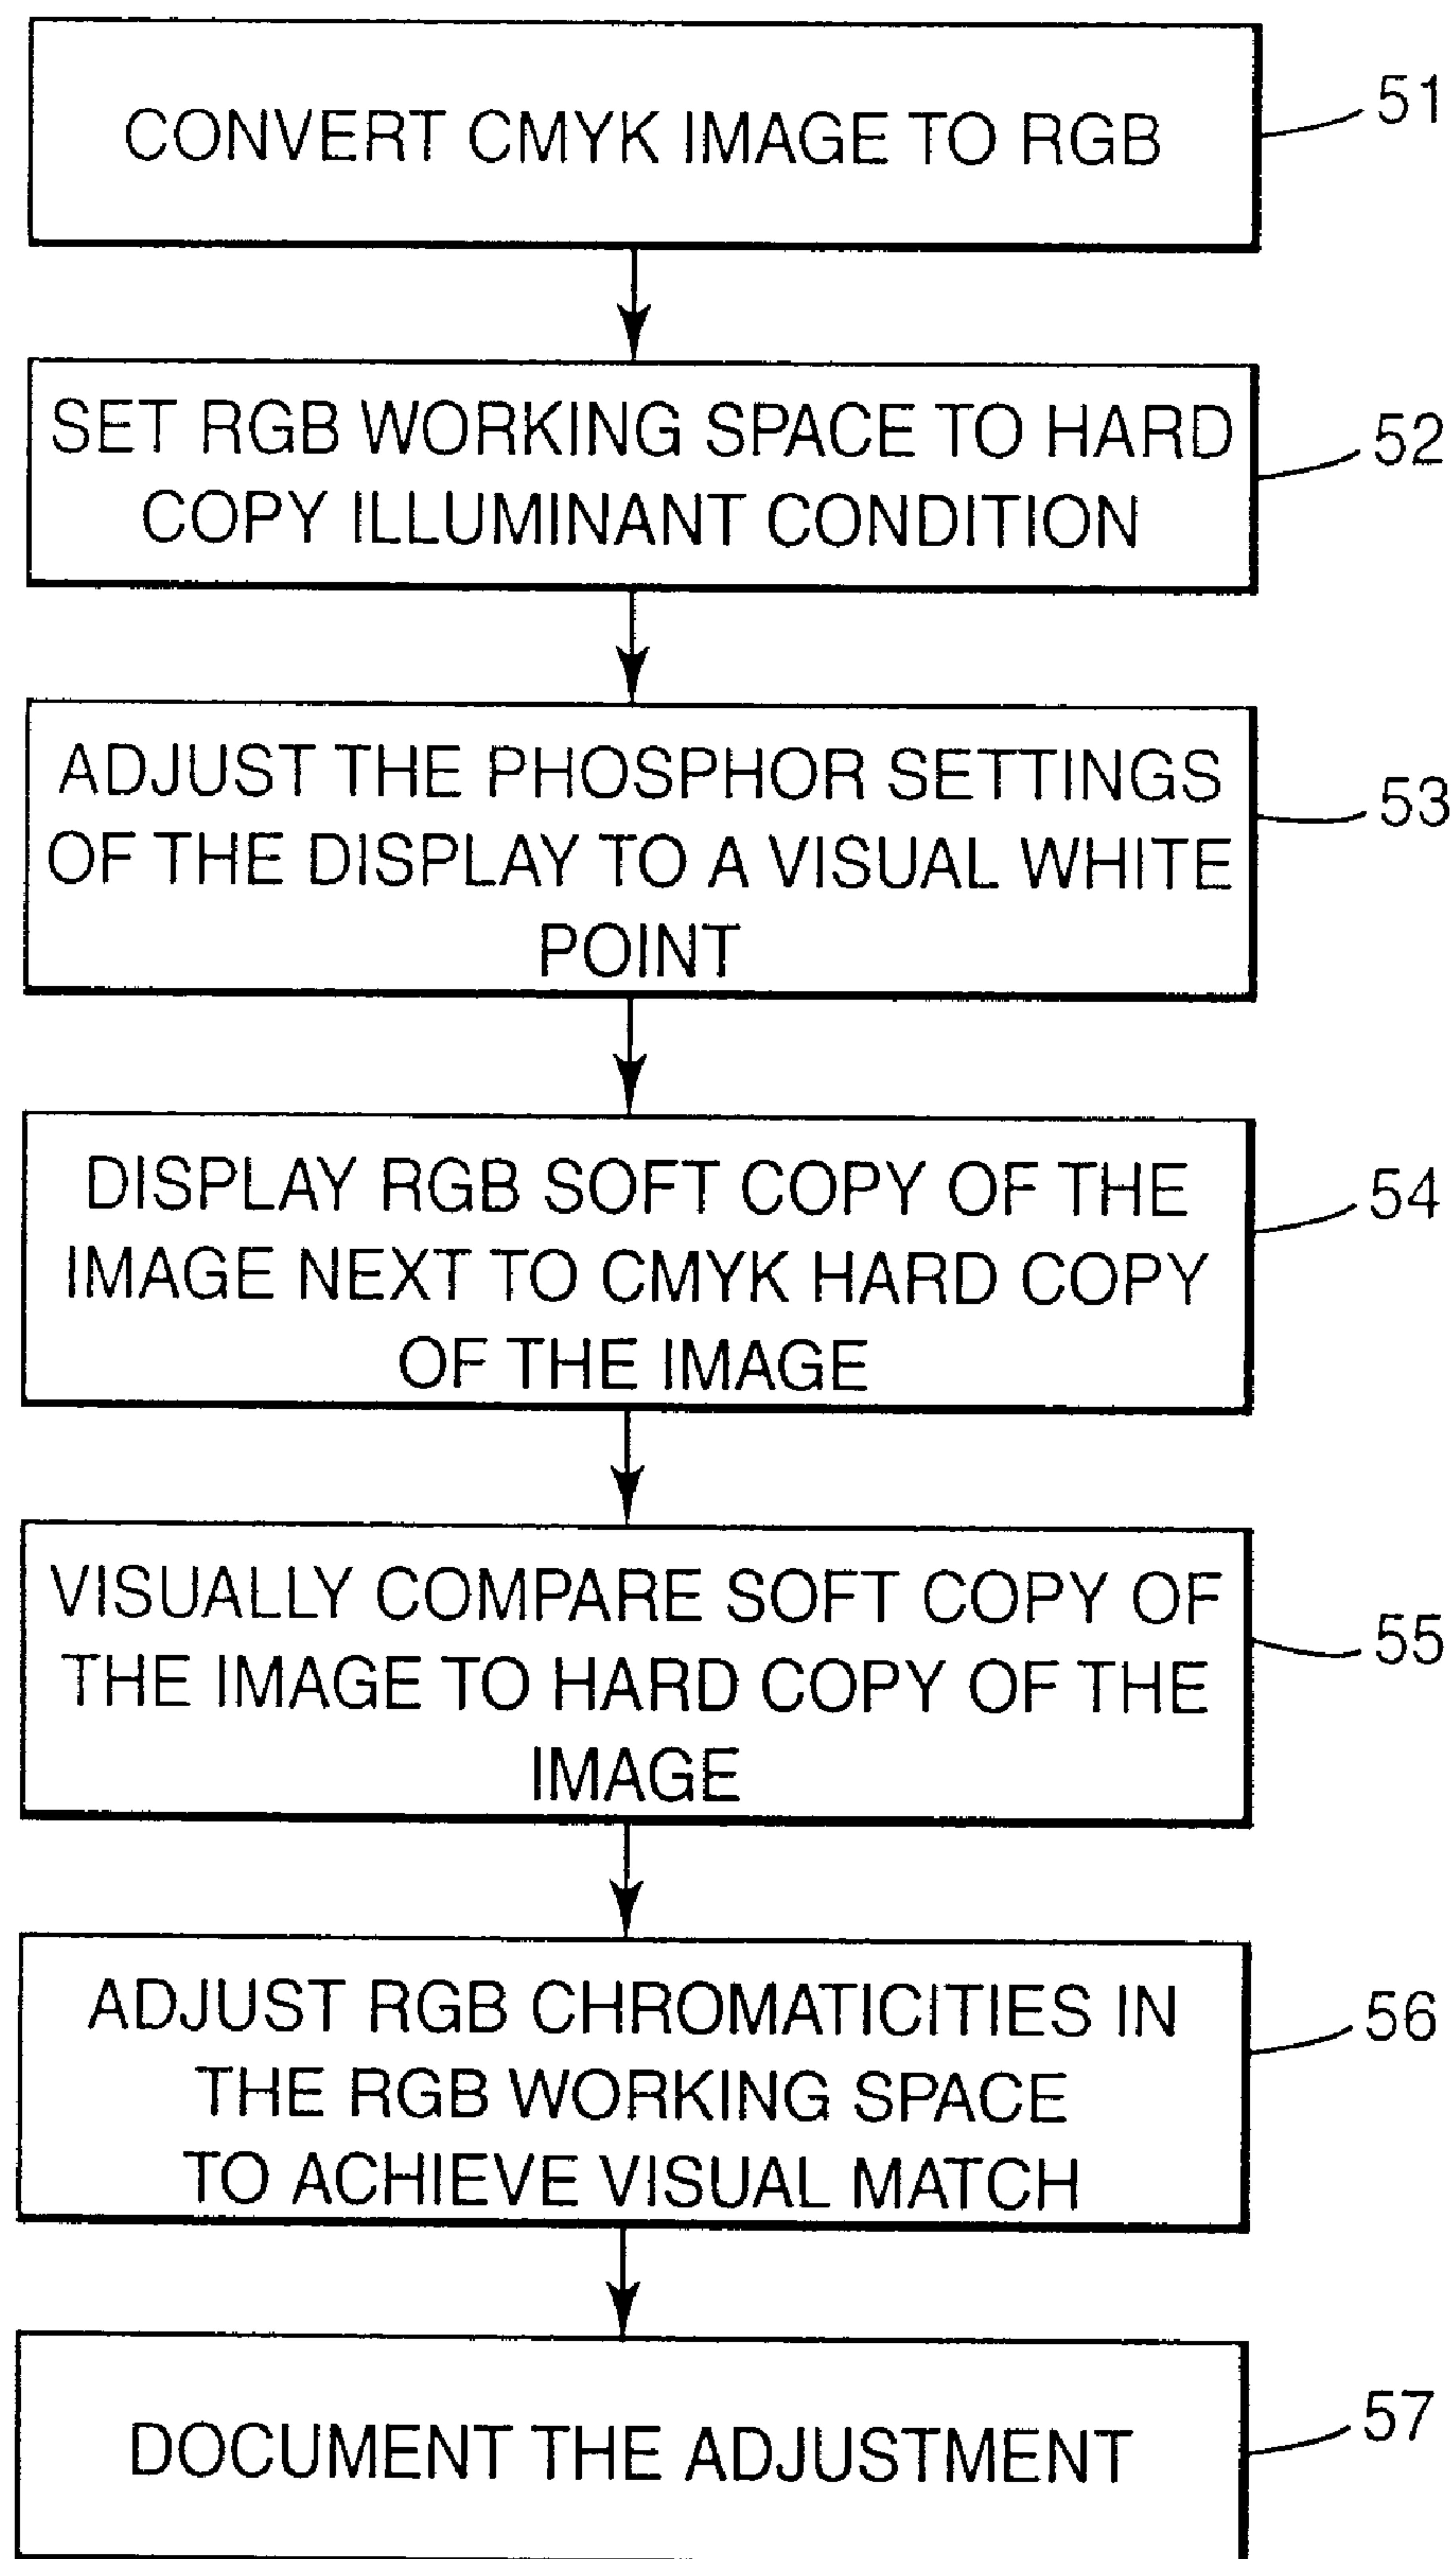 CONVERT CMYK IMAGE TO RGB
51
SET RGB WORKING SPACE TO HARD
COPY ILLUMINANT CONDITION
52
ADJUST THE PHOSPHOR SETTINGS
OF THE DISPLAY TO A VISUAL WHITE
POINT
53
DISPLAY RGB SOFT COPY OF THE
IMAGE NEXT TO CMYK HARD COPY
OF THE IMAGE
54
VISUALLY COMPARE SOFT COPY OF
THE IMAGE TO HARD COPY OF THE
IMAGE
55
ADJUST RGB CHROMATICITIES IN
THE RGB WORKING SPACE
TO ACHIEVE VISUAL MATCH
56
DOCUMENT THE ADJUSTMENT
57